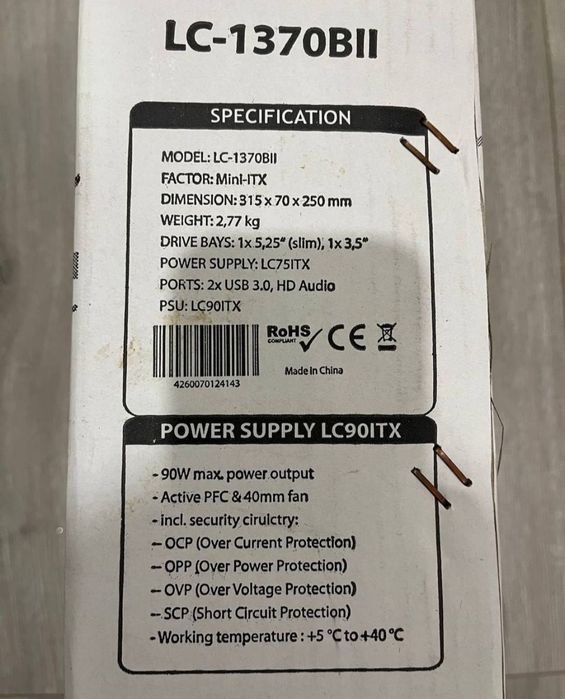 LC-1370BII
SPECIFICATION
MODEL: LC-1370BII
FACTOR: Mini-ITX
DIMENSION: 315 x 70 x 250 mm
WEIGHT: 2,77 kg
DRIVE BAYS: 1x 5,25“ (slim), 1x 3,5“
POWER SUPPLY: LC75ITX
PORTS: 2x USB 3.0, HD Audio
PSU: LC90ITX
RoHS
COMPLIANT
CE
Made in China
4260070124143
POWER SUPPLY LC90ITX
- 90W max. power output
- Active PFC & 40mm fan
- incl. security cirulctry:
-- OCP (Over Current Protection)
-- OPP (Over Power Protection)
-- OVP (Over Voltage Protection)
-- SCP (Short Circuit Protection)
- Working temperature : +5 °C to +40 °C